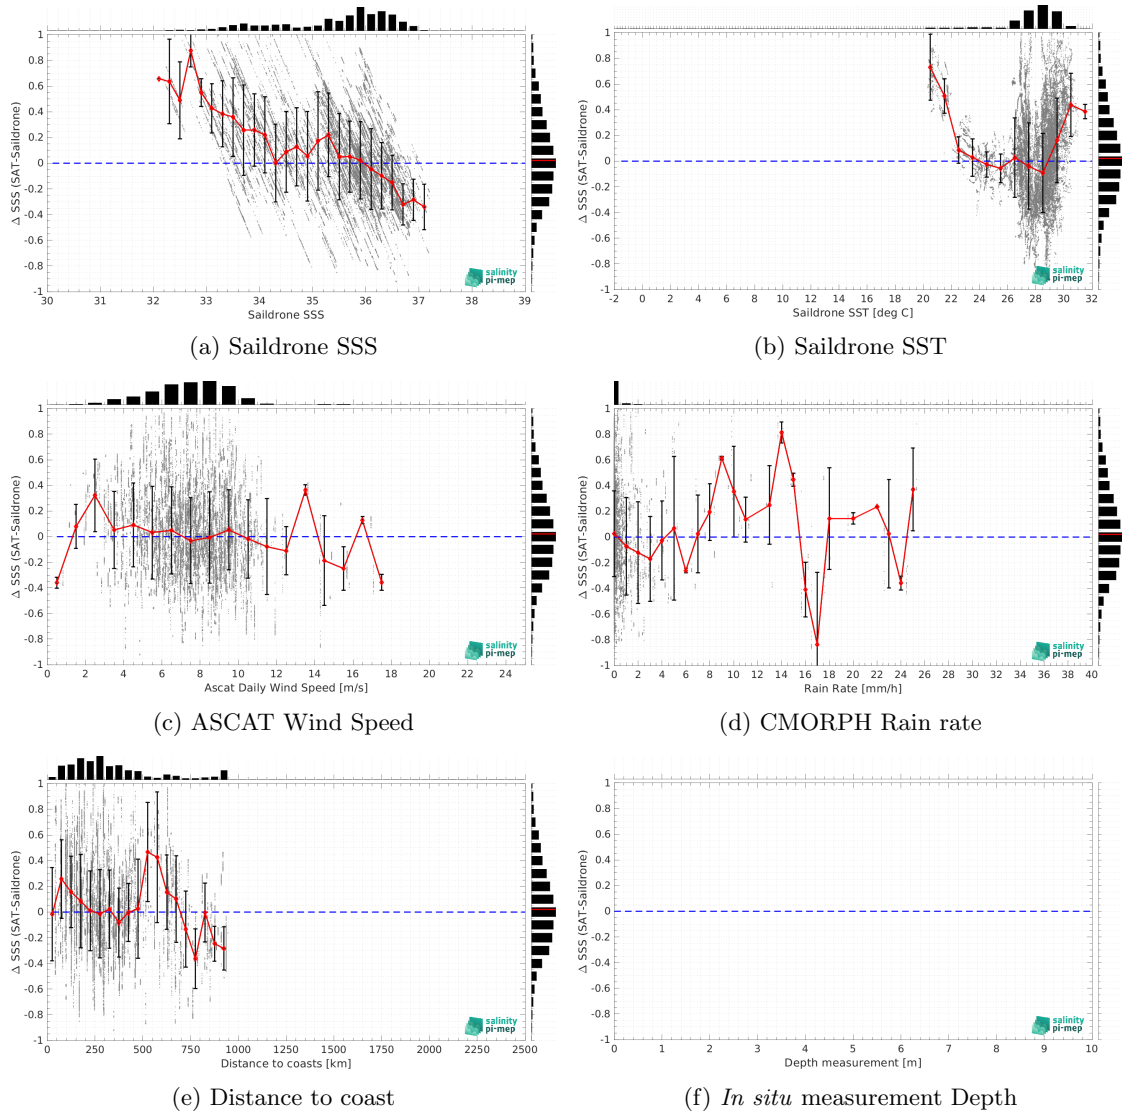 Δ SSS (SAT-Saildrone)
1
0.8
0.6
0.4
0.2
0
-0.2
-0.4
-0.6
-0.8
-1
30 31 32 33 34 35 36 37 38 39
Saildrone SSS
salinity
pi-mep
(a) Saildrone SSS
Δ SSS (SAT-Saildrone)
1
0.8
0.6
0.4
0.2
0
-0.2
-0.4
-0.6
-0.8
-1
-2 0 2 4 6 8 10 12 14 16 18 20 22 24 26 28 30 32
Saildrone SST [deg C]
salinity
pi-mep
(b) Saildrone SST
Δ SSS (SAT-Saildrone)
1
0.8
0.6
0.4
0.2
0
-0.2
-0.4
-0.6
-0.8
-1
0 2 4 6 8 10 12 14 16 18 20 22 24
Ascat Daily Wind Speed [m/s]
salinity
pi-mep
(c) ASCAT Wind Speed
Δ SSS (SAT-Saildrone)
1
0.8
0.6
0.4
0.2
0
-0.2
-0.4
-0.6
-0.8
-1
0 2 4 6 8 10 12 14 16 18 20 22 24 26 28 30 32 34 36 38 40
Rain Rate [mm/h]
salinity
pi-mep
(d) CMORPH Rain rate
Δ SSS (SAT-Saildrone)
1
0.8
0.6
0.4
0.2
0
-0.2
-0.4
-0.6
-0.8
-1
0 250 500 750 1000 1250 1500 1750 2000 2250 2500
Distance to coasts [km]
salinity
pi-mep
(e) Distance to coast
Δ SSS (SAT-Saildrone)
1
0.8
0.6
0.4
0.2
0
-0.2
-0.4
-0.6
-0.8
-1
0 1 2 3 4 5 6 7 8 9 10
Depth measurement [m]
salinity
pi-mep
(f) In situ measurement Depth